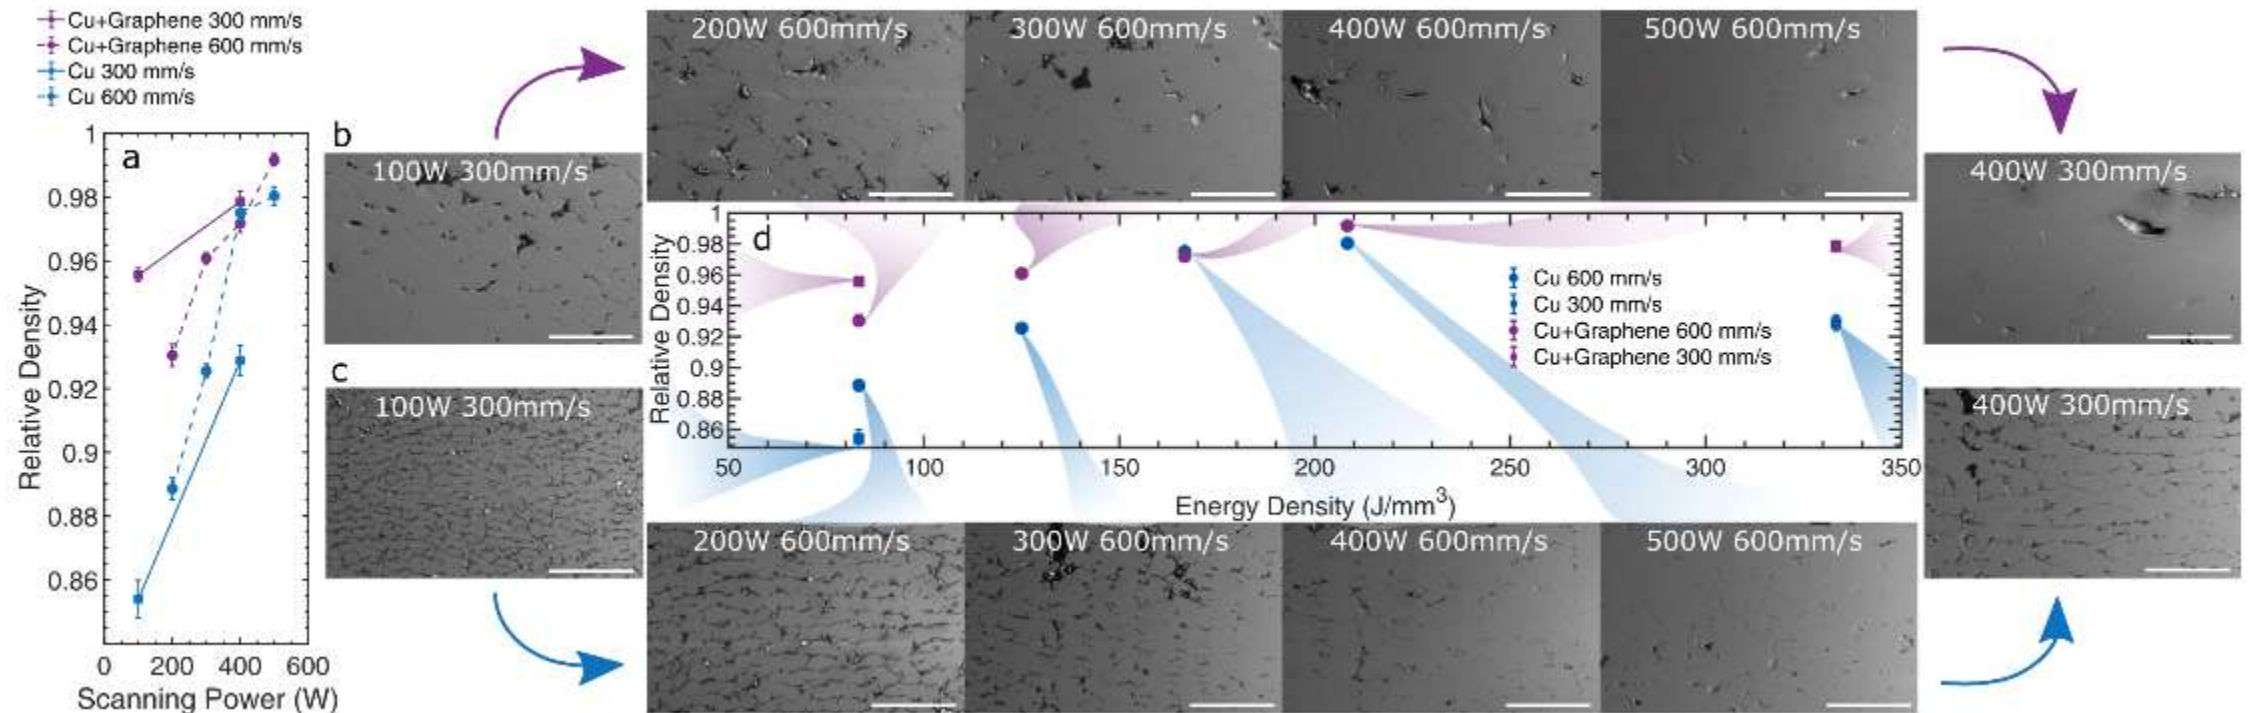 Cu+Graphene 300 mm/s
Cu+Graphene 600 mm/s
Cu 300 mm/s
Cu 600 mm/s
a
1
0.98
0.96
0.94
0.92
0.9
0.88
0.86
Relative Density
0 200 400 600
Scanning Power (W)
b
100W 300mm/s
c
100W 300mm/s
200W 600mm/s
300W 600mm/s
400W 600mm/s
500W 600mm/s
400W 300mm/s
d
1
0.98
0.96
0.94
0.92
0.9
0.88
0.86
Relative Density
Cu 600 mm/s
Cu 300 mm/s
Cu+Graphene 600 mm/s
Cu+Graphene 300 mm/s
50 100 150 200 250 300 350
Energy Density (J/mm³)
200W 600mm/s
300W 600mm/s
400W 600mm/s
500W 600mm/s
400W 300mm/s